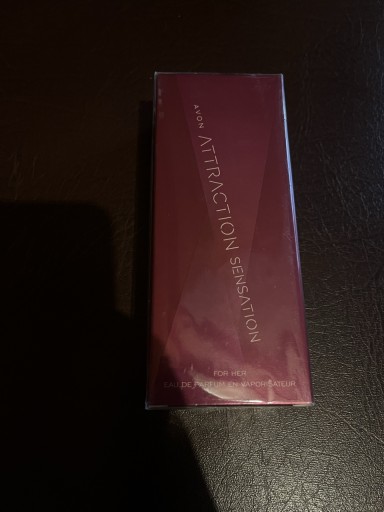 AVON
ATTRACTION SENSATION
FOR HER
EAU DE PARFUM EN VAPORISATEUR